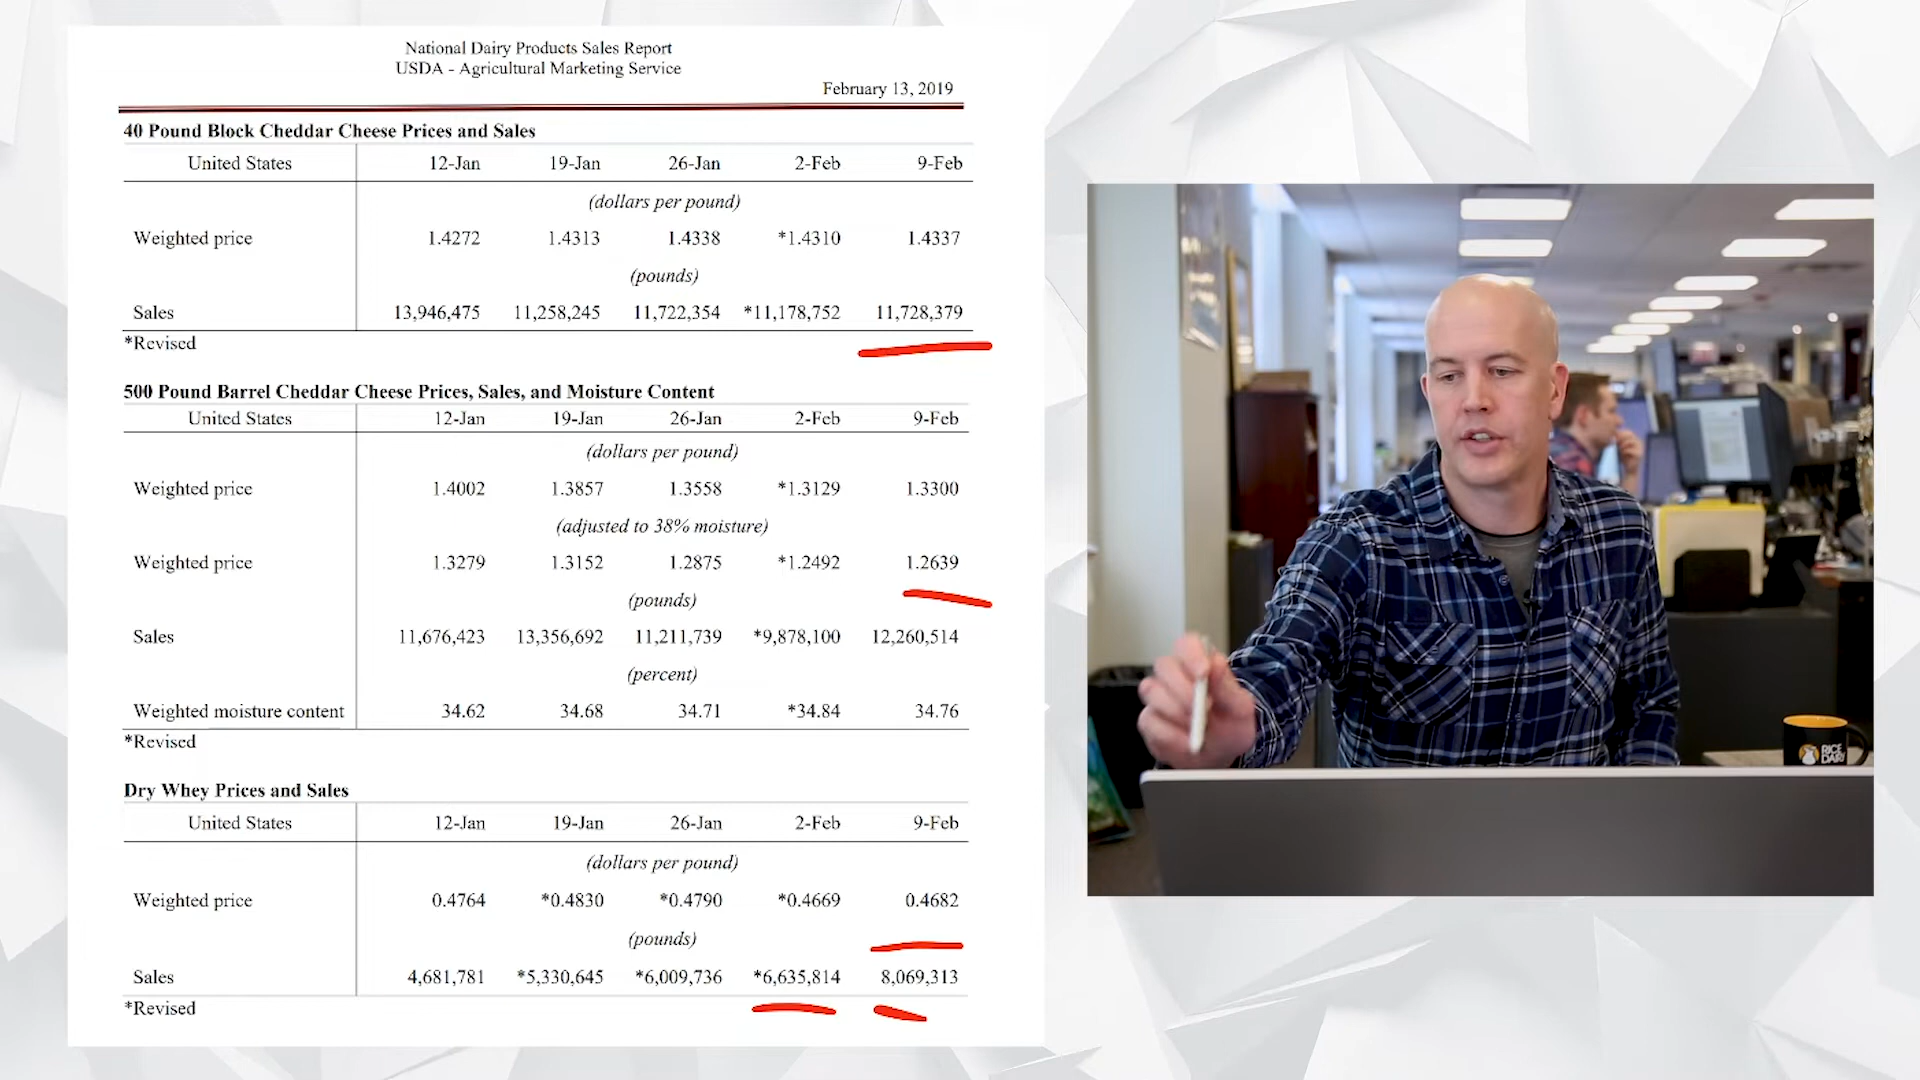 National Dairy Products Sales Report
USDA - Agricultural Marketing Service
February 13, 2019
40 Pound Block Cheddar Cheese Prices and Sales
United States 12-Jan 19-Jan 26-Jan 2-Feb 9-Feb
(dollars per pound)
Weighted price 1.4272 1.4313 1.4338 *1.4310 1.4337
(pounds)
Sales 13,946,475 11,258,245 11,722,354 *11,178,752 11,728,379
*Revised
500 Pound Barrel Cheddar Cheese Prices, Sales, and Moisture Content
United States 12-Jan 19-Jan 26-Jan 2-Feb 9-Feb
(dollars per pound)
Weighted price 1.4002 1.3857 1.3558 *1.3129 1.3300
(adjusted to 38% moisture)
Weighted price 1.3279 1.3152 1.2875 *1.2492 1.2639
(pounds)
Sales 11,676,423 13,356,692 11,211,739 *9,878,100 12,260,514
(percent)
Weighted moisture content 34.62 34.68 34.71 *34.84 34.76
*Revised
Dry Whey Prices and Sales
United States 12-Jan 19-Jan 26-Jan 2-Feb 9-Feb
(dollars per pound)
Weighted price 0.4764 *0.4830 *0.4790 *0.4669 0.4682
(pounds)
Sales 4,681,781 *5,330,645 *6,009,736 *6,635,814 8,069,313
*Revised
RICE
DAIRY